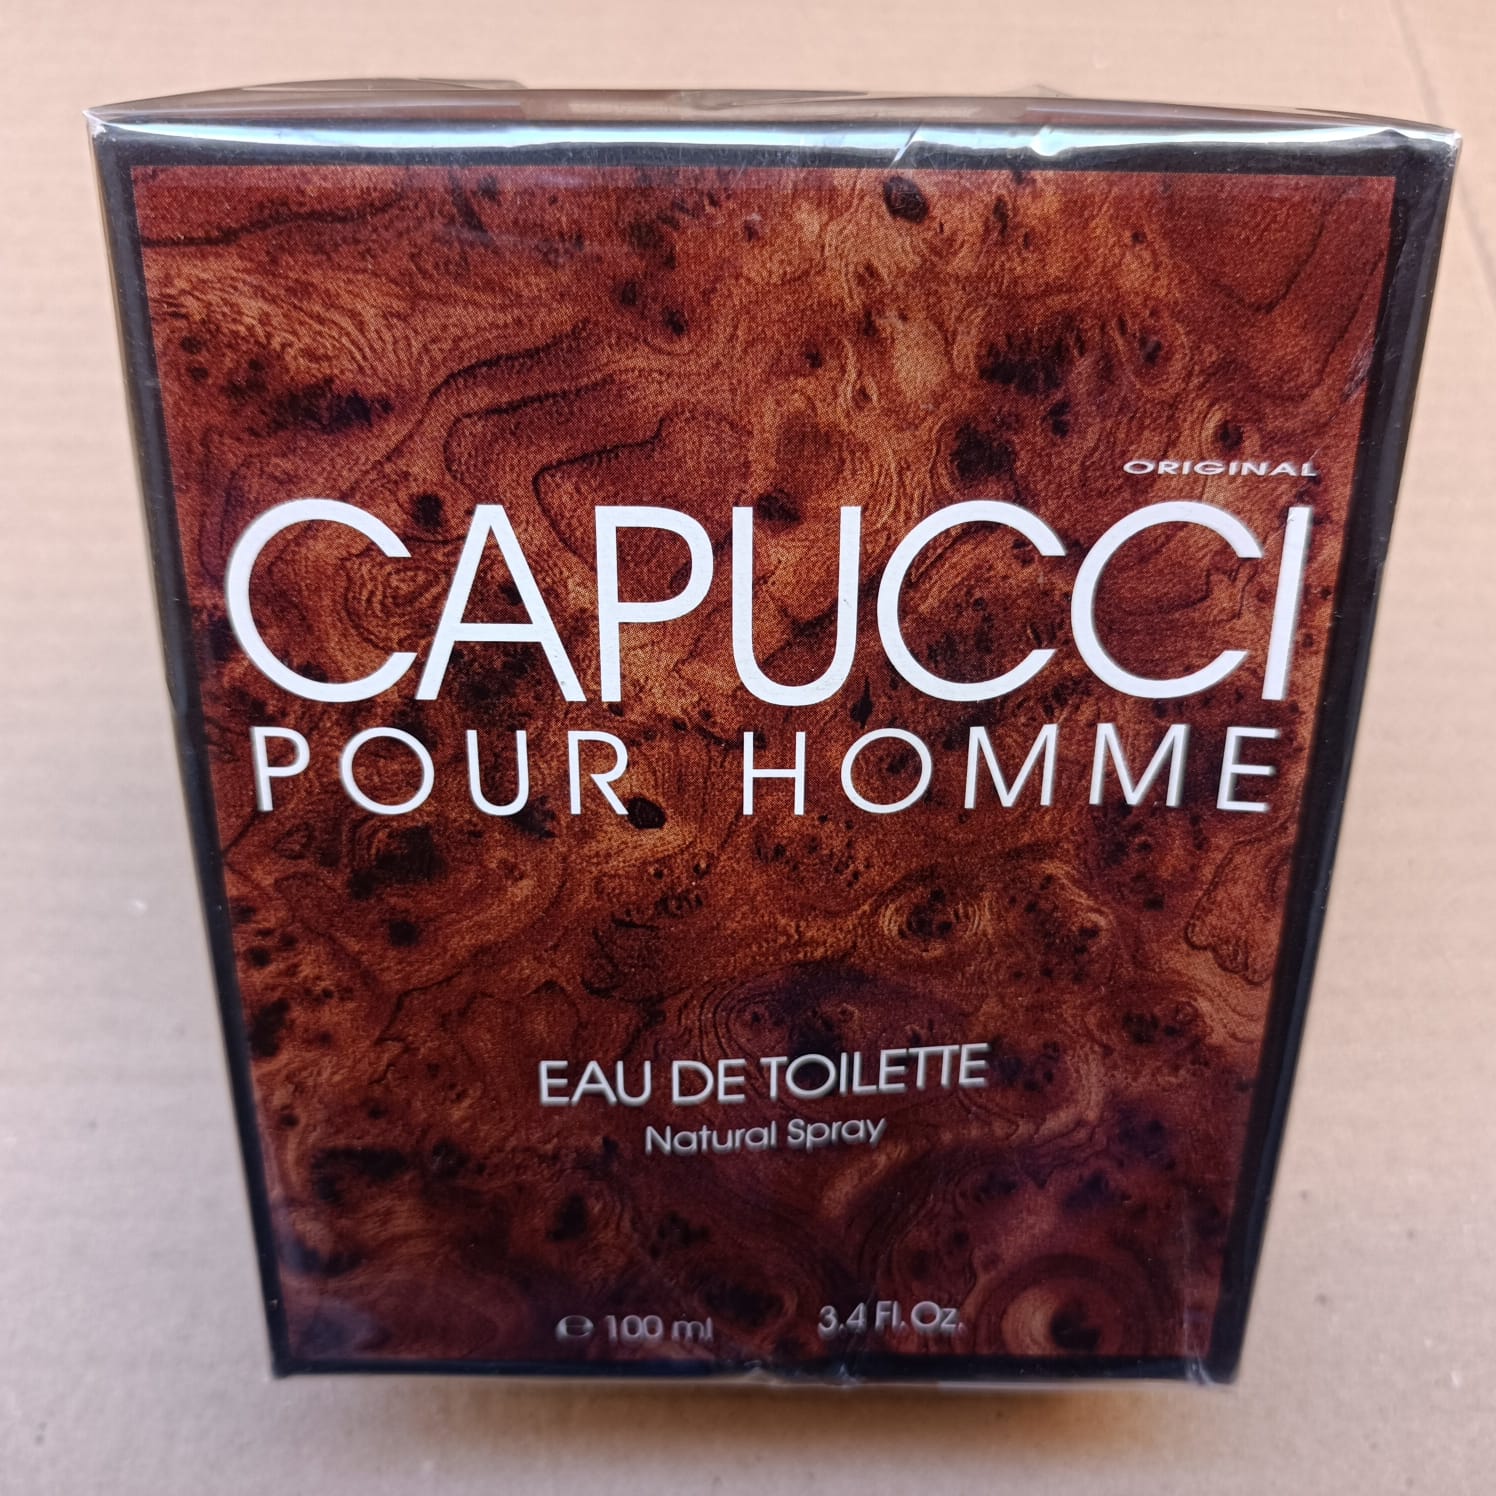 ORIGINAL
CAPUCCI
POUR HOMME
EAU DE TOILETTE
Natural Spray
℮ 100 ml 3.4 Fl. Oz.